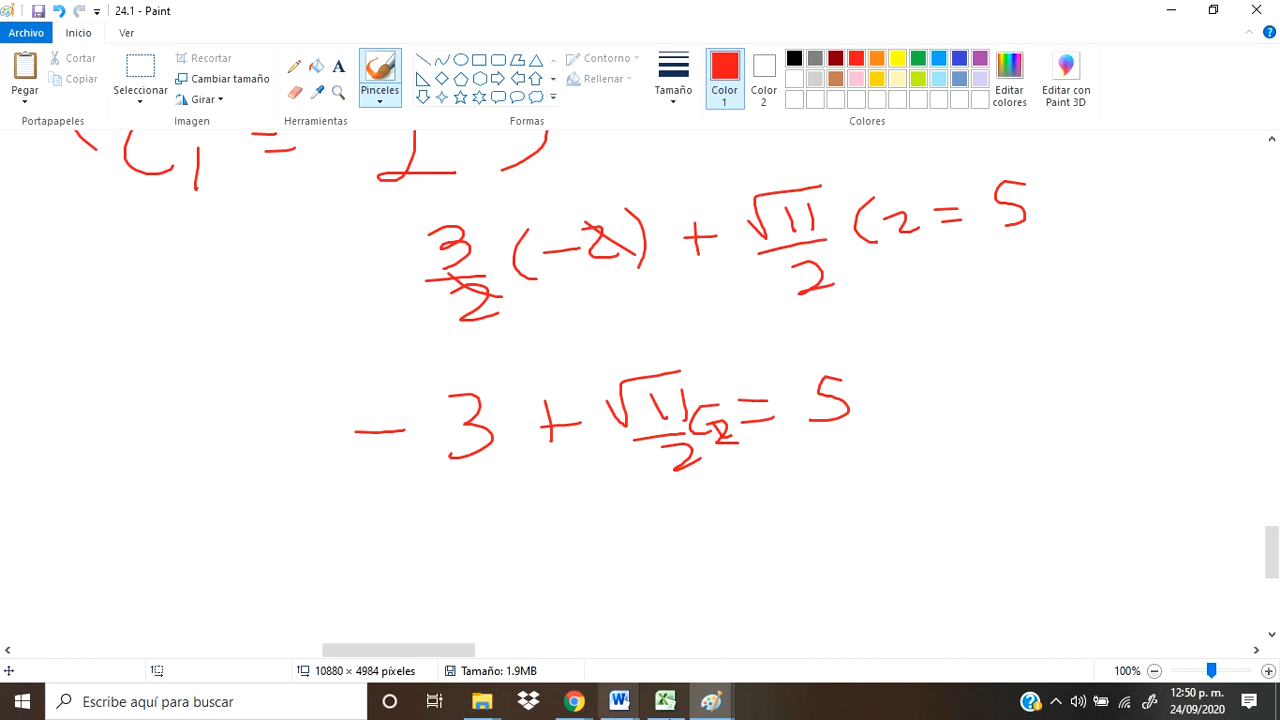 24.1 - Paint
Archivo Inicio Ver
Pegar
Cortar
Copiar
Portapapeles
Seleccionar
Recortar
Cambiar tamaño
Girar
Imagen
A
Herramientas
Pinceles
Contorno
Rellenar
Formas
Tamaño
Color 1
Color 2
Editar colores
Editar con Paint 3D
Colores
C1 =
3/2 (-2) + √11/2 C2 = 5
- 3 + √11/2 C2 = 5
10880 × 4984 píxeles
Tamaño: 1.9MB
100%
Escribe aquí para buscar
12:50 p. m.
24/09/2020